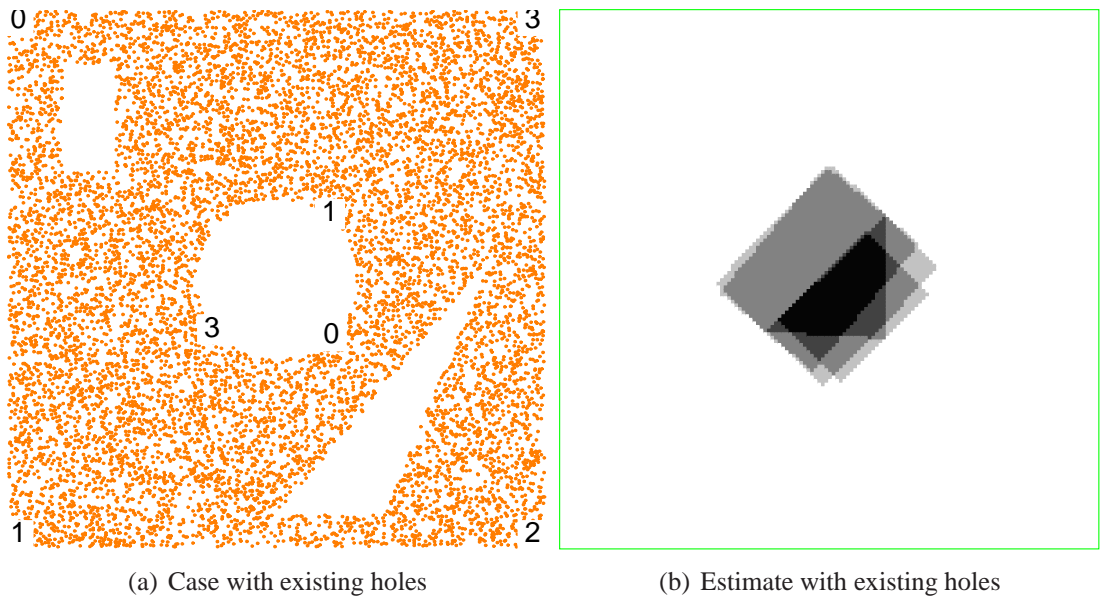 0 3
1
3 0
1 2
(a) Case with existing holes
(b) Estimate with existing holes